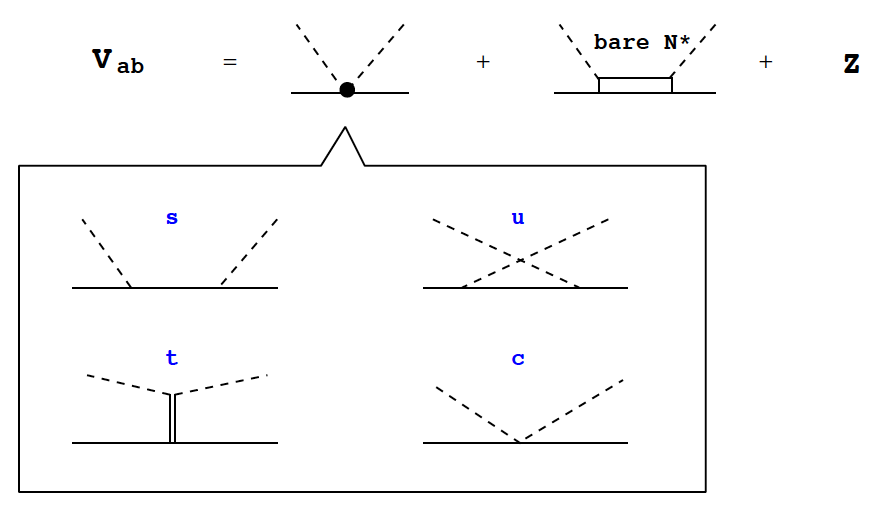 V ab = + bare N* + Z
s u
t c